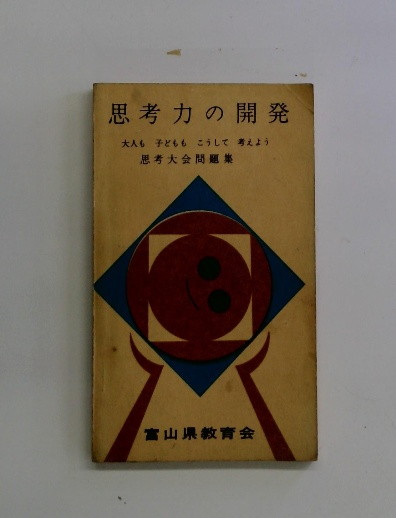 思考力の開発
大人も 子どもも こうして 考えよう
思考大会問題集
富山県教育会